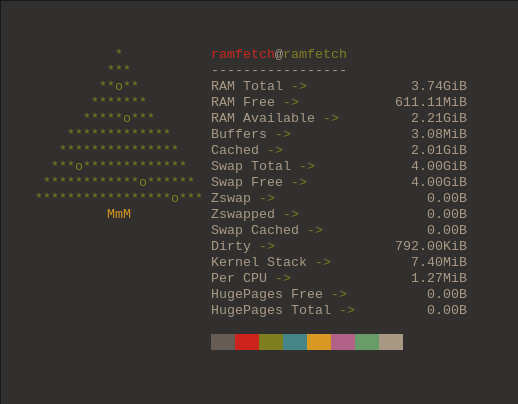 *
***
**o**
*******
*****o***
*************
***************
***o*************
************o******
*****************o***
MmM
ramfetch@ramfetch
-----------------
RAM Total -> 3.74GiB
RAM Free -> 611.11MiB
RAM Available -> 2.21GiB
Buffers -> 3.08MiB
Cached -> 2.01GiB
Swap Total -> 4.00GiB
Swap Free -> 4.00GiB
Zswap -> 0.00B
Zswapped -> 0.00B
Swap Cached -> 0.00B
Dirty -> 792.00KiB
Kernel Stack -> 7.40MiB
Per CPU -> 1.27MiB
HugePages Free -> 0.00B
HugePages Total -> 0.00B